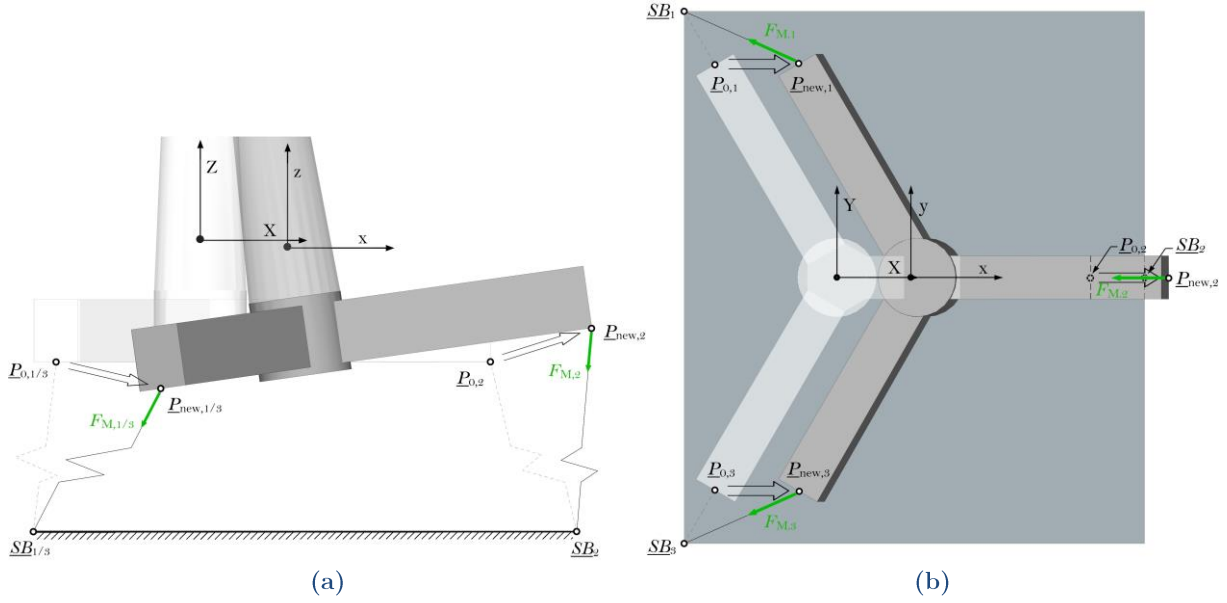 Z
z
X
x
P0,1/3
Pnew,1/3
FM,1/3
P0,2
Pnew,2
FM,2
SB1/3
SB2
(a)
SB1
FM,1
P0,1
Pnew,1
Y
y
X
x
P0,2
SB2
FM,2
Pnew,2
P0,3
Pnew,3
FM,3
SB3
(b)